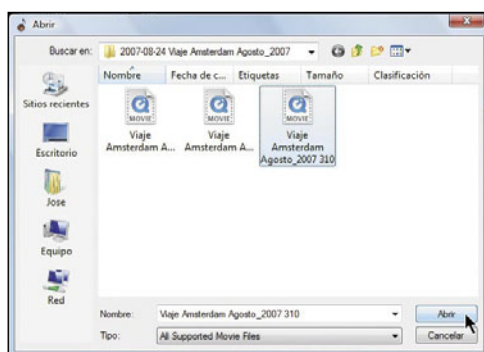 Abrir
Buscar en: 2007-08-24 Viaje Amsterdam Agosto_2007
Nombre Fecha de c... Etiquetas Tamaño Clasificación
Sitios recientes
Escritorio
Jose
Equipo
Red
MOVIE MOVIE MOVIE
Viaje Viaje Viaje
Amsterdam A... Amsterdam A... Amsterdam
Agosto_2007 310
Nombre: Viaje Amsterdam Agosto_2007 310 Abrir
Tipo: All Supported Movie Files Cancelar